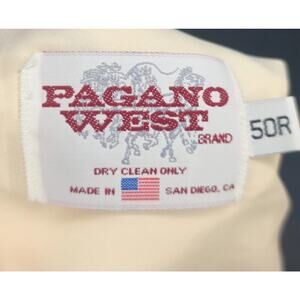 PAGANO
WEST
BRAND
50R
DRY CLEAN ONLY
MADE IN SAN DIEGO, CA